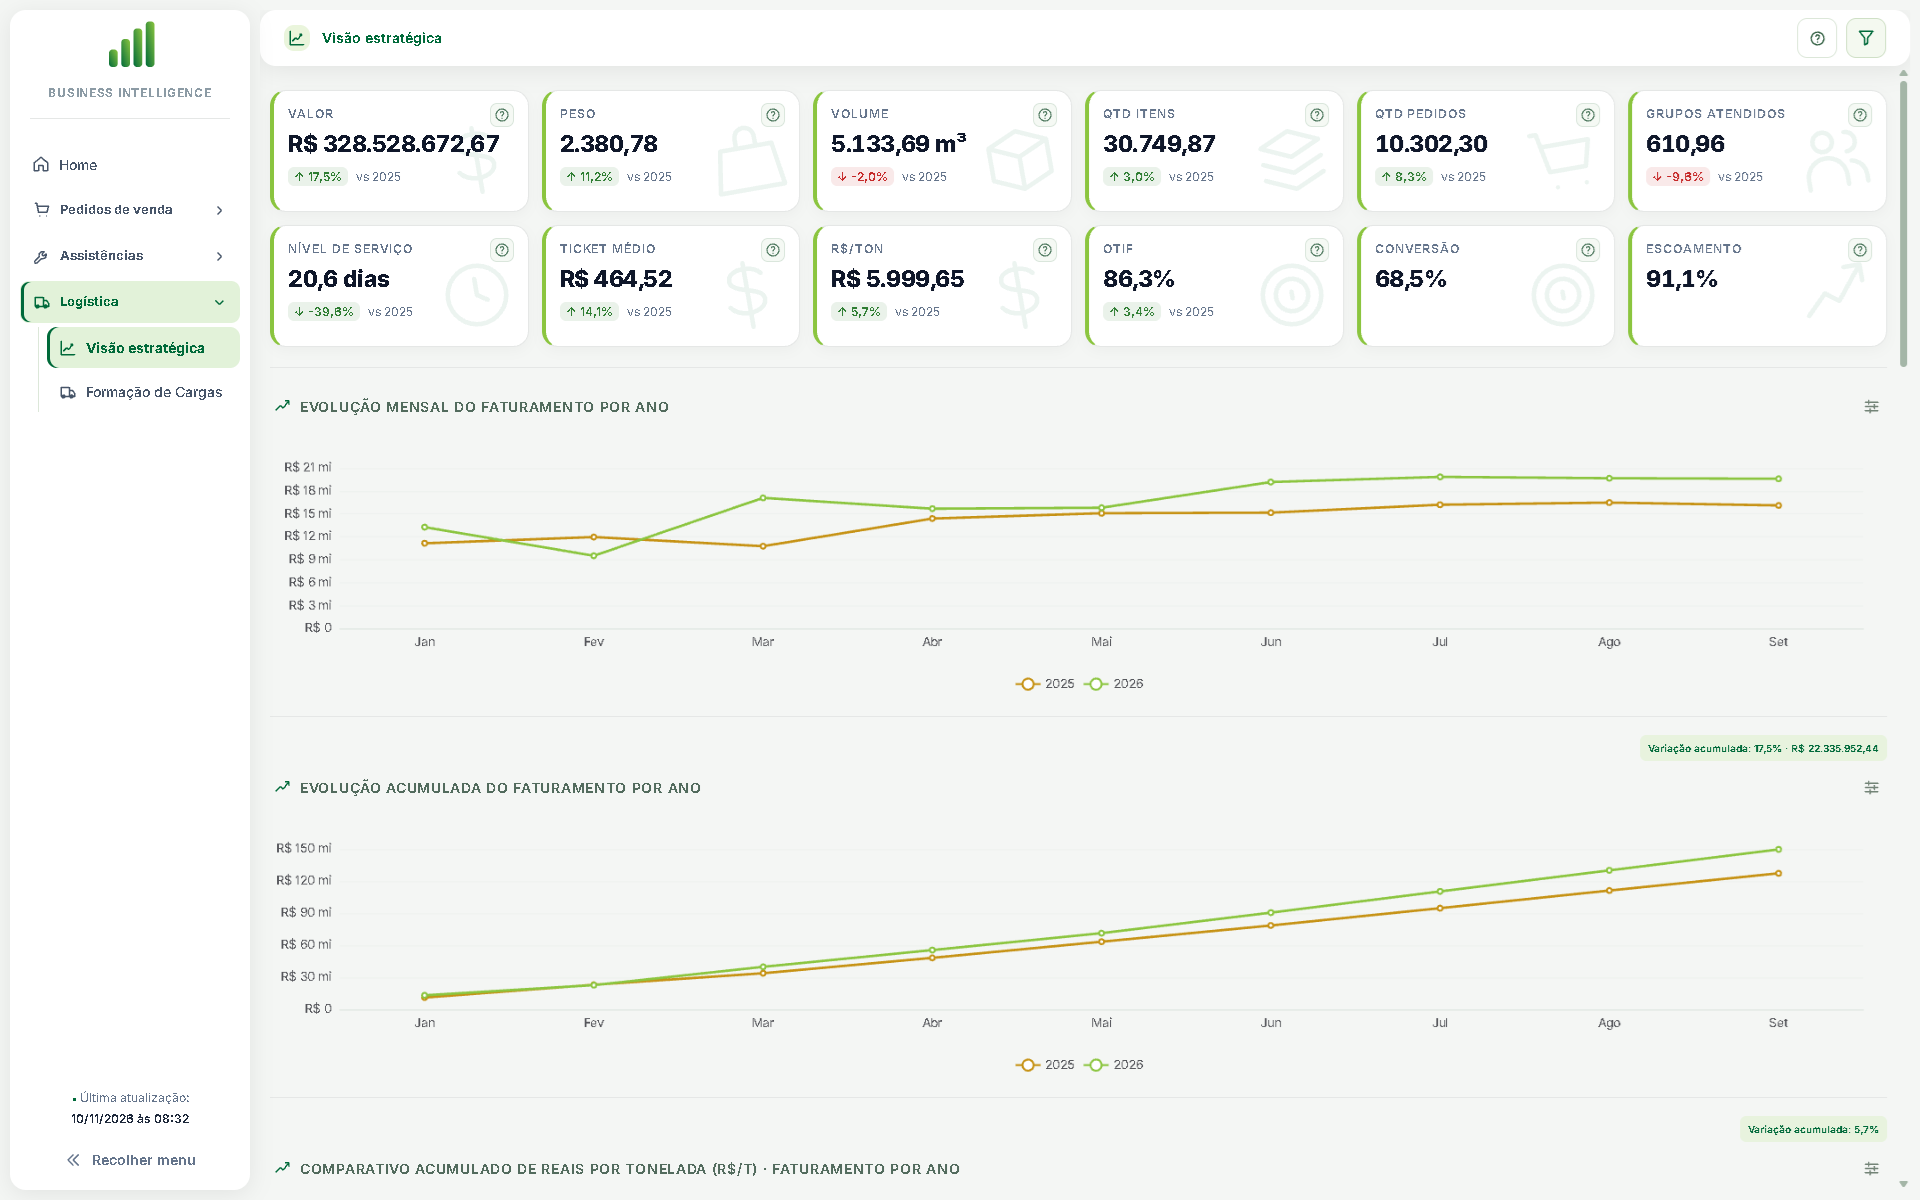 BUSINESS INTELLIGENCE
Home
Pedidos de venda
Assistências
Logística
Visão estratégica
Formação de Cargas
Última atualização:
10/11/2026 às 08:32
Recolher menu
Visão estratégica
VALOR
R$ 328.528.672,67
↑ 17,5% vs 2025
PESO
2.380,78
↑ 11,2% vs 2025
VOLUME
5.133,69 m³
↓ -2,0% vs 2025
QTD ITENS
30.749,87
↑ 3,0% vs 2025
QTD PEDIDOS
10.302,30
↑ 8,3% vs 2025
GRUPOS ATENDIDOS
610,96
↓ -9,8% vs 2025
NÍVEL DE SERVIÇO
20,6 dias
↓ -39,8% vs 2025
TICKET MÉDIO
R$ 464,52
↑ 14,1% vs 2025
R$/TON
R$ 5.999,65
↑ 5,7% vs 2025
OTIF
86,3%
↑ 3,4% vs 2025
CONVERSÃO
68,5%
ESCOAMENTO
91,1%
EVOLUÇÃO MENSAL DO FATURAMENTO POR ANO
R$ 21 mi
R$ 18 mi
R$ 15 mi
R$ 12 mi
R$ 9 mi
R$ 6 mi
R$ 3 mi
R$ 0
Jan Fev Mar Abr Mai Jun Jul Ago Set
2025 2026
Variação acumulada: 17,5% · R$ 22.335.952,44
EVOLUÇÃO ACUMULADA DO FATURAMENTO POR ANO
R$ 150 mi
R$ 120 mi
R$ 90 mi
R$ 60 mi
R$ 30 mi
R$ 0
Jan Fev Mar Abr Mai Jun Jul Ago Set
2025 2026
Variação acumulada: 5,7%
COMPARATIVO ACUMULADO DE REAIS POR TONELADA (R$/T) · FATURAMENTO POR ANO